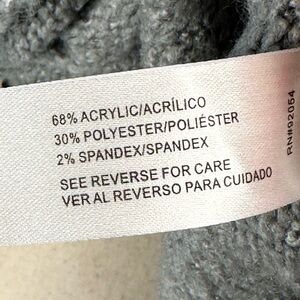 68% ACRYLIC/ACRÍLICO
30% POLYESTER/POLIÉSTER
2% SPANDEX/SPANDEX
SEE REVERSE FOR CARE
VER AL REVERSO PARA CUIDADO
RN#92054